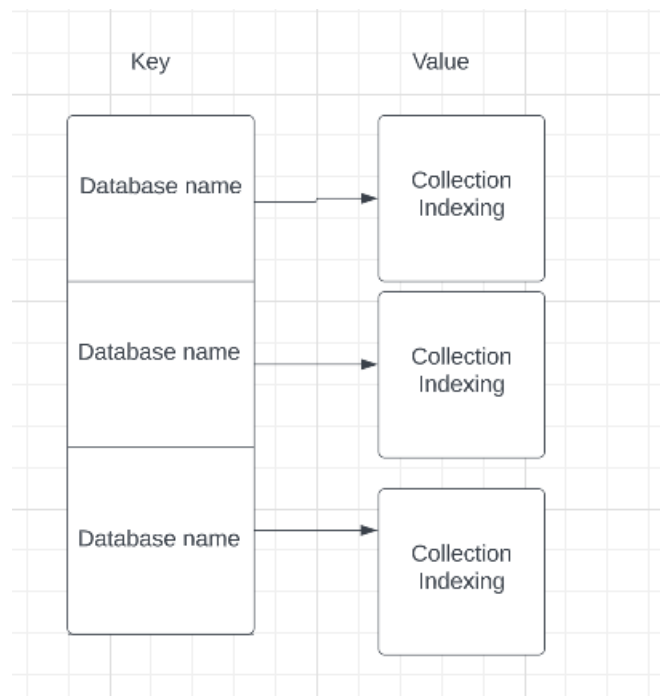 Key
Value
Database name
Collection
Indexing
Database name
Collection
Indexing
Database name
Collection
Indexing